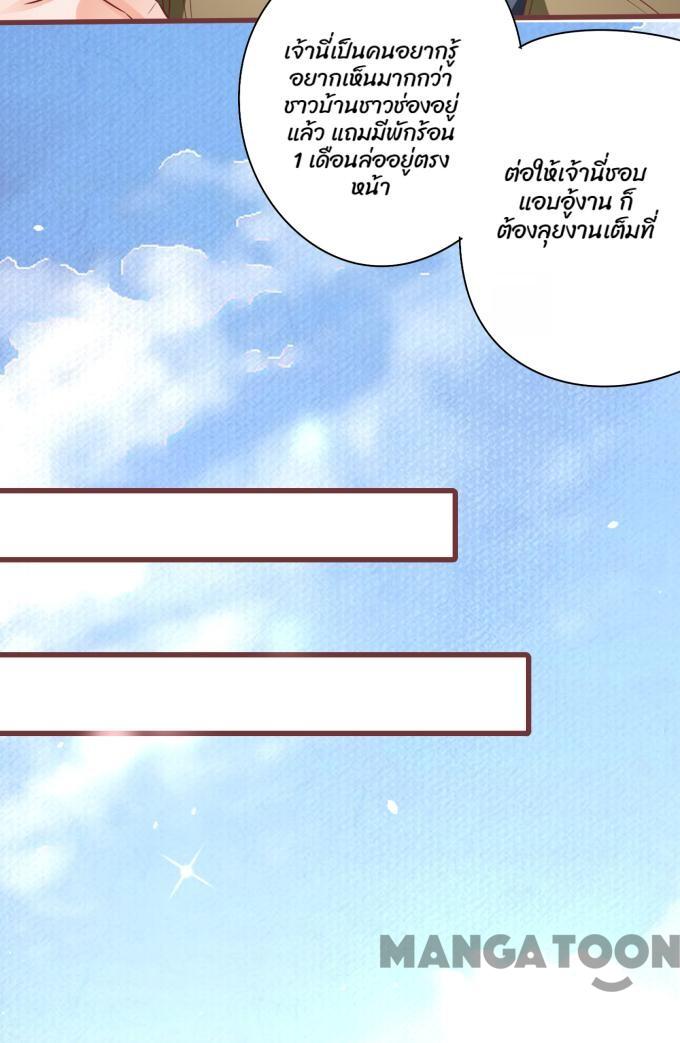 เจ้านี่เป็นคนอยากรู้
อยากเห็นมากกว่า
ชาวบ้านชาวช่องอยู่
แล้ว แถมมีพักร้อน
1 เดือนล่ออยู่ตรง
หน้า
ต่อให้เจ้านี่ชอบ
แอบอู้งาน ก็
ต้องลุยงานเต็มที่
MANGATOON